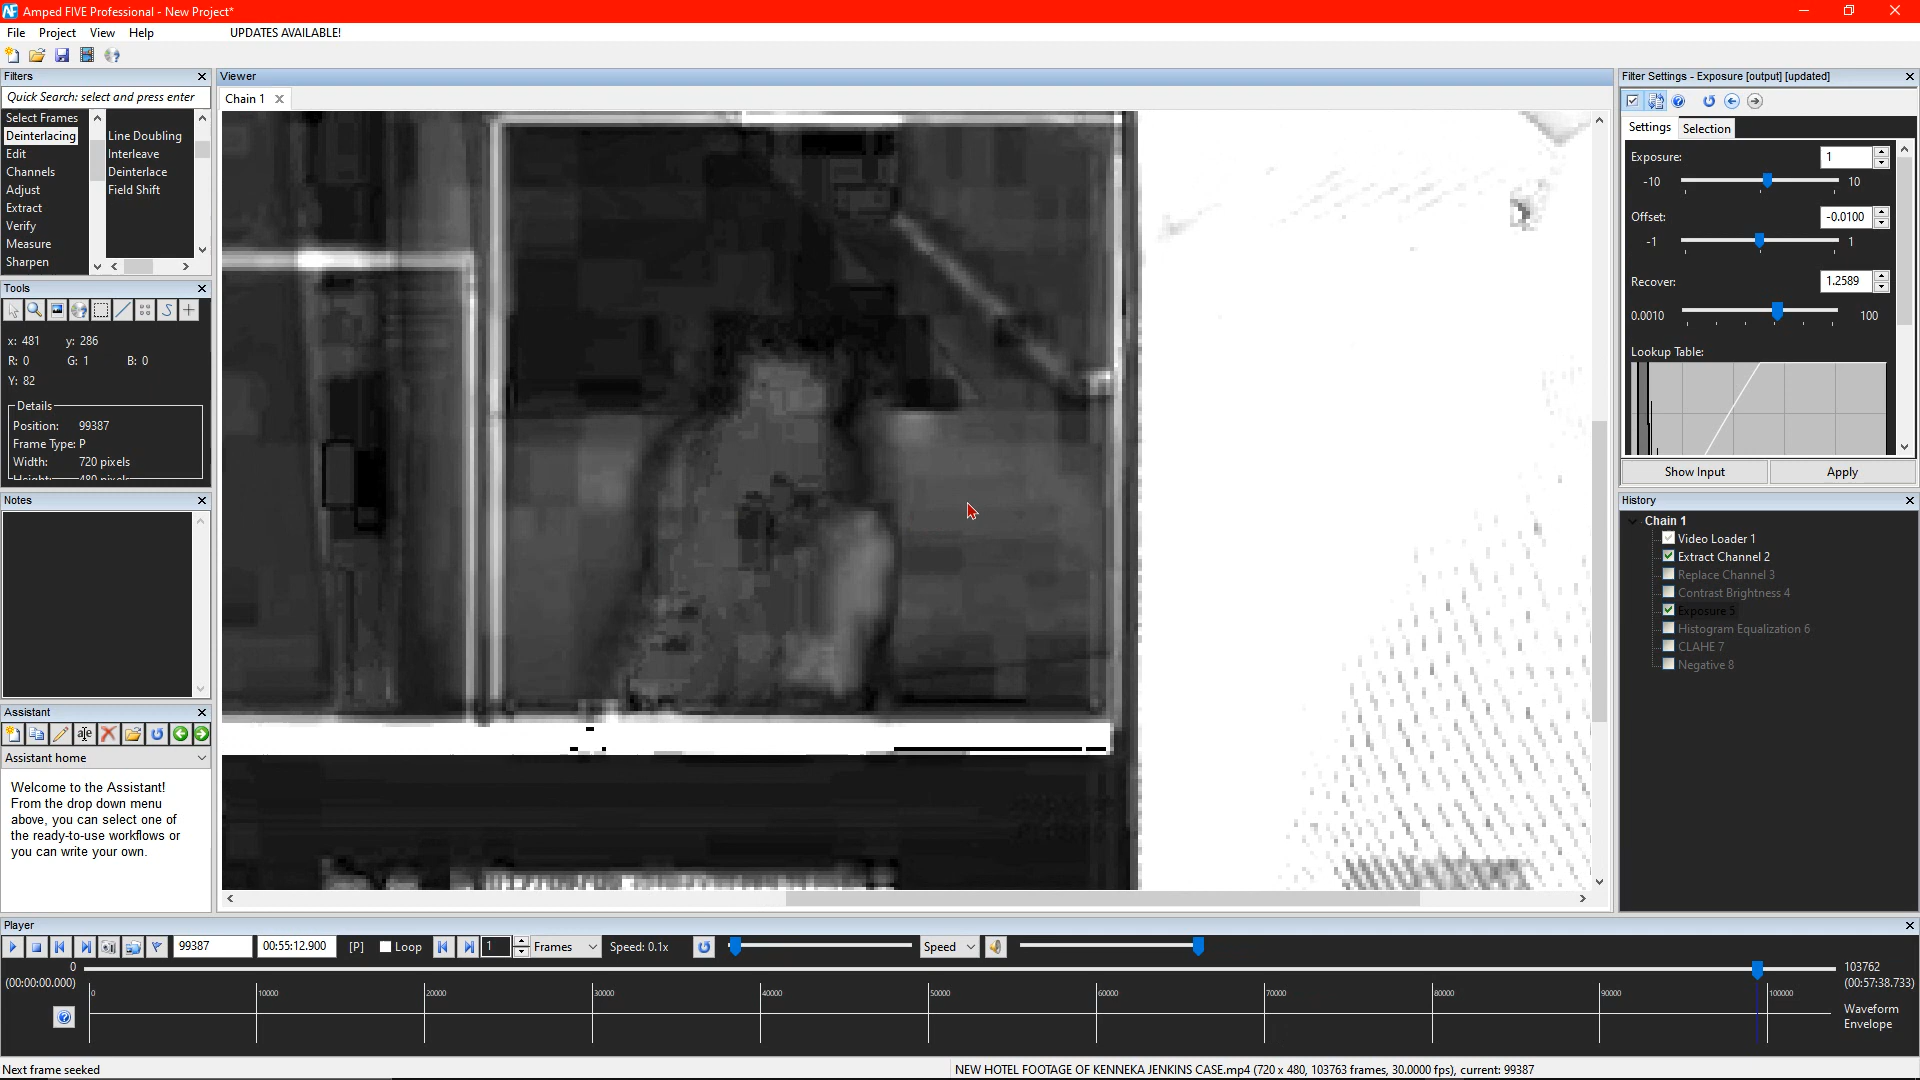 Amped FIVE Professional - New Project*
File Project View Help UPDATES AVAILABLE!
Filters
Quick Search: select and press enter
Select Frames
Deinterlacing
Edit
Channels
Adjust
Extract
Verify
Measure
Sharpen
Line Doubling
Interleave
Deinterlace
Field Shift
Tools
x: 481 y: 286
R: 0 G: 1 B: 0
Y: 82
Details
Position: 99387
Frame Type: P
Width: 720 pixels
Height: 480 pixels
Notes
Assistant
Assistant home
Welcome to the Assistant!
From the drop down menu
above, you can select one of
the ready-to-use workflows or
you can write your own.
Viewer
Chain 1
Filter Settings - Exposure [output] [updated]
Settings Selection
Exposure: 1
-10 10
Offset: -0.0100
-1 1
Recover: 1.2589
0.0010 100
Lookup Table:
Show Input Apply
History
Chain 1
Video Loader 1
Extract Channel 2
Replace Channel 3
Contrast Brightness 4
Exposure 5
Histogram Equalization 6
CLAHE 7
Negative 8
Player
99387 00:55:12.900 [P] Loop 1 Frames Speed: 0.1x Speed
0 103762
(00:00:00.000) (00:57:38.733)
0 10000 20000 30000 40000 50000 60000 70000 80000 90000 100000
Waveform
Envelope
Next frame seeked
NEW HOTEL FOOTAGE OF KENNEKA JENKINS CASE.mp4 (720 x 480, 103763 frames, 30.0000 fps), current: 99387